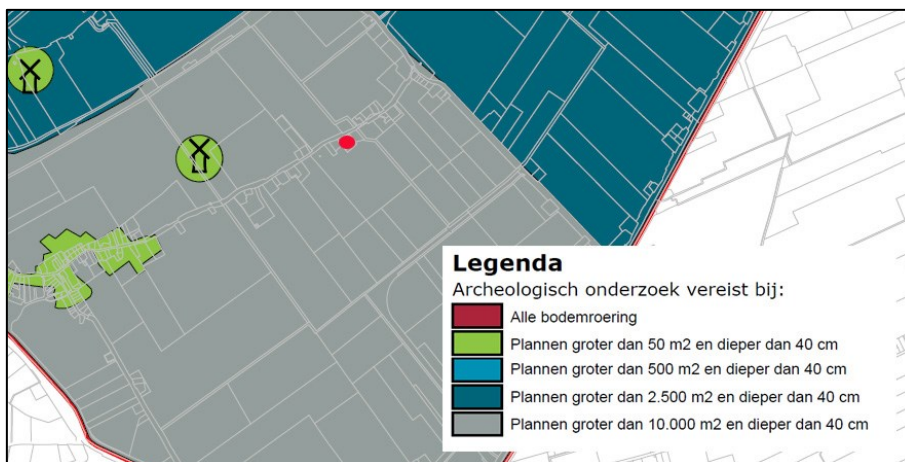 Legenda
Archeologisch onderzoek vereist bij:
Alle bodemroering
Plannen groter dan 50 m2 en dieper dan 40 cm
Plannen groter dan 500 m2 en dieper dan 40 cm
Plannen groter dan 2.500 m2 en dieper dan 40 cm
Plannen groter dan 10.000 m2 en dieper dan 40 cm